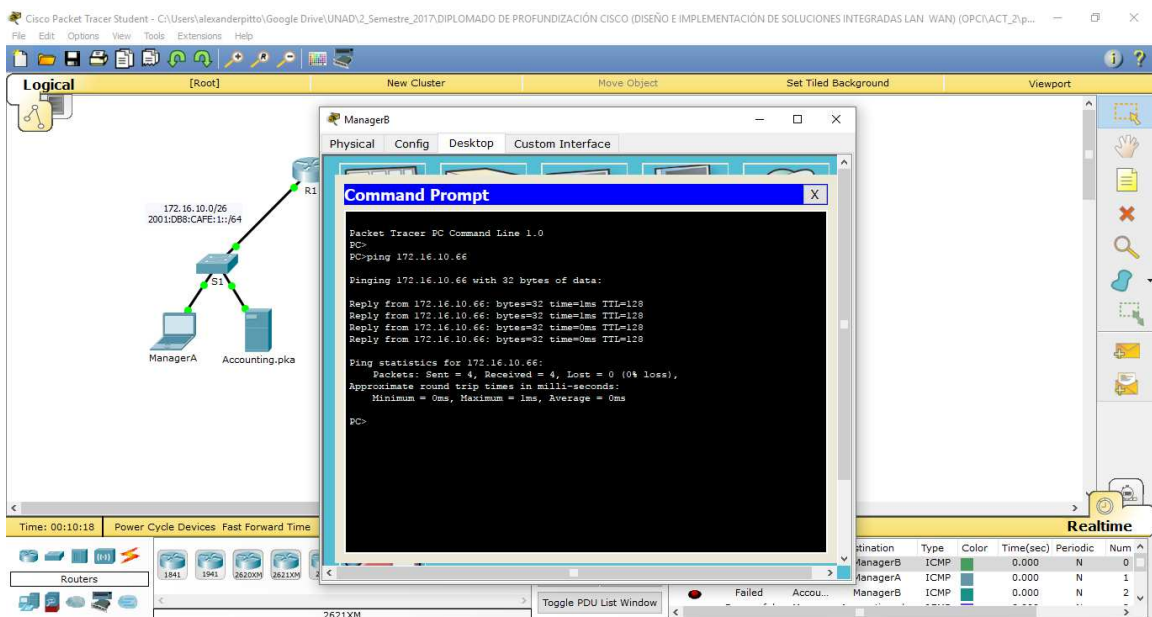 Cisco Packet Tracer Student - C:\Users\alexanderpitto\Google Drive\UNAD\2_Semestre_2017\DIPLOMADO DE PROFUNDIZACIÓN CISCO (DISEÑO E IMPLEMENTACIÓN DE SOLUCIONES INTEGRADAS LAN WAN) (OPCI\ACT_2\p...
File Edit Options View Tools Extensions Help
Logical [Root] New Cluster Move Object Set Tiled Background Viewport
ManagerB
Physical Config Desktop Custom Interface
Command Prompt X
Packet Tracer PC Command Line 1.0
PC>
PC>ping 172.16.10.66
Pinging 172.16.10.66 with 32 bytes of data:
Reply from 172.16.10.66: bytes=32 time=1ms TTL=128
Reply from 172.16.10.66: bytes=32 time=1ms TTL=128
Reply from 172.16.10.66: bytes=32 time=0ms TTL=128
Reply from 172.16.10.66: bytes=32 time=0ms TTL=128
Ping statistics for 172.16.10.66:
Packets: Sent = 4, Received = 4, Lost = 0 (0% loss),
Approximate round trip times in milli-seconds:
Minimum = 0ms, Maximum = 1ms, Average = 0ms
PC>
R1
172.16.10.0/26
2001:DB8:CAFE:1::/64
S1
ManagerA Accounting.pka
Time: 00:10:18 Power Cycle Devices Fast Forward Time Realtime
Routers
1841 1941 2620XM 2621XM
2621XM
Toggle PDU List Window
Type Color Time(sec) Periodic Num
ManagerB ICMP 0.000 N 0
ManagerA ICMP 0.000 N 1
Failed Accou... ManagerB ICMP 0.000 N 2